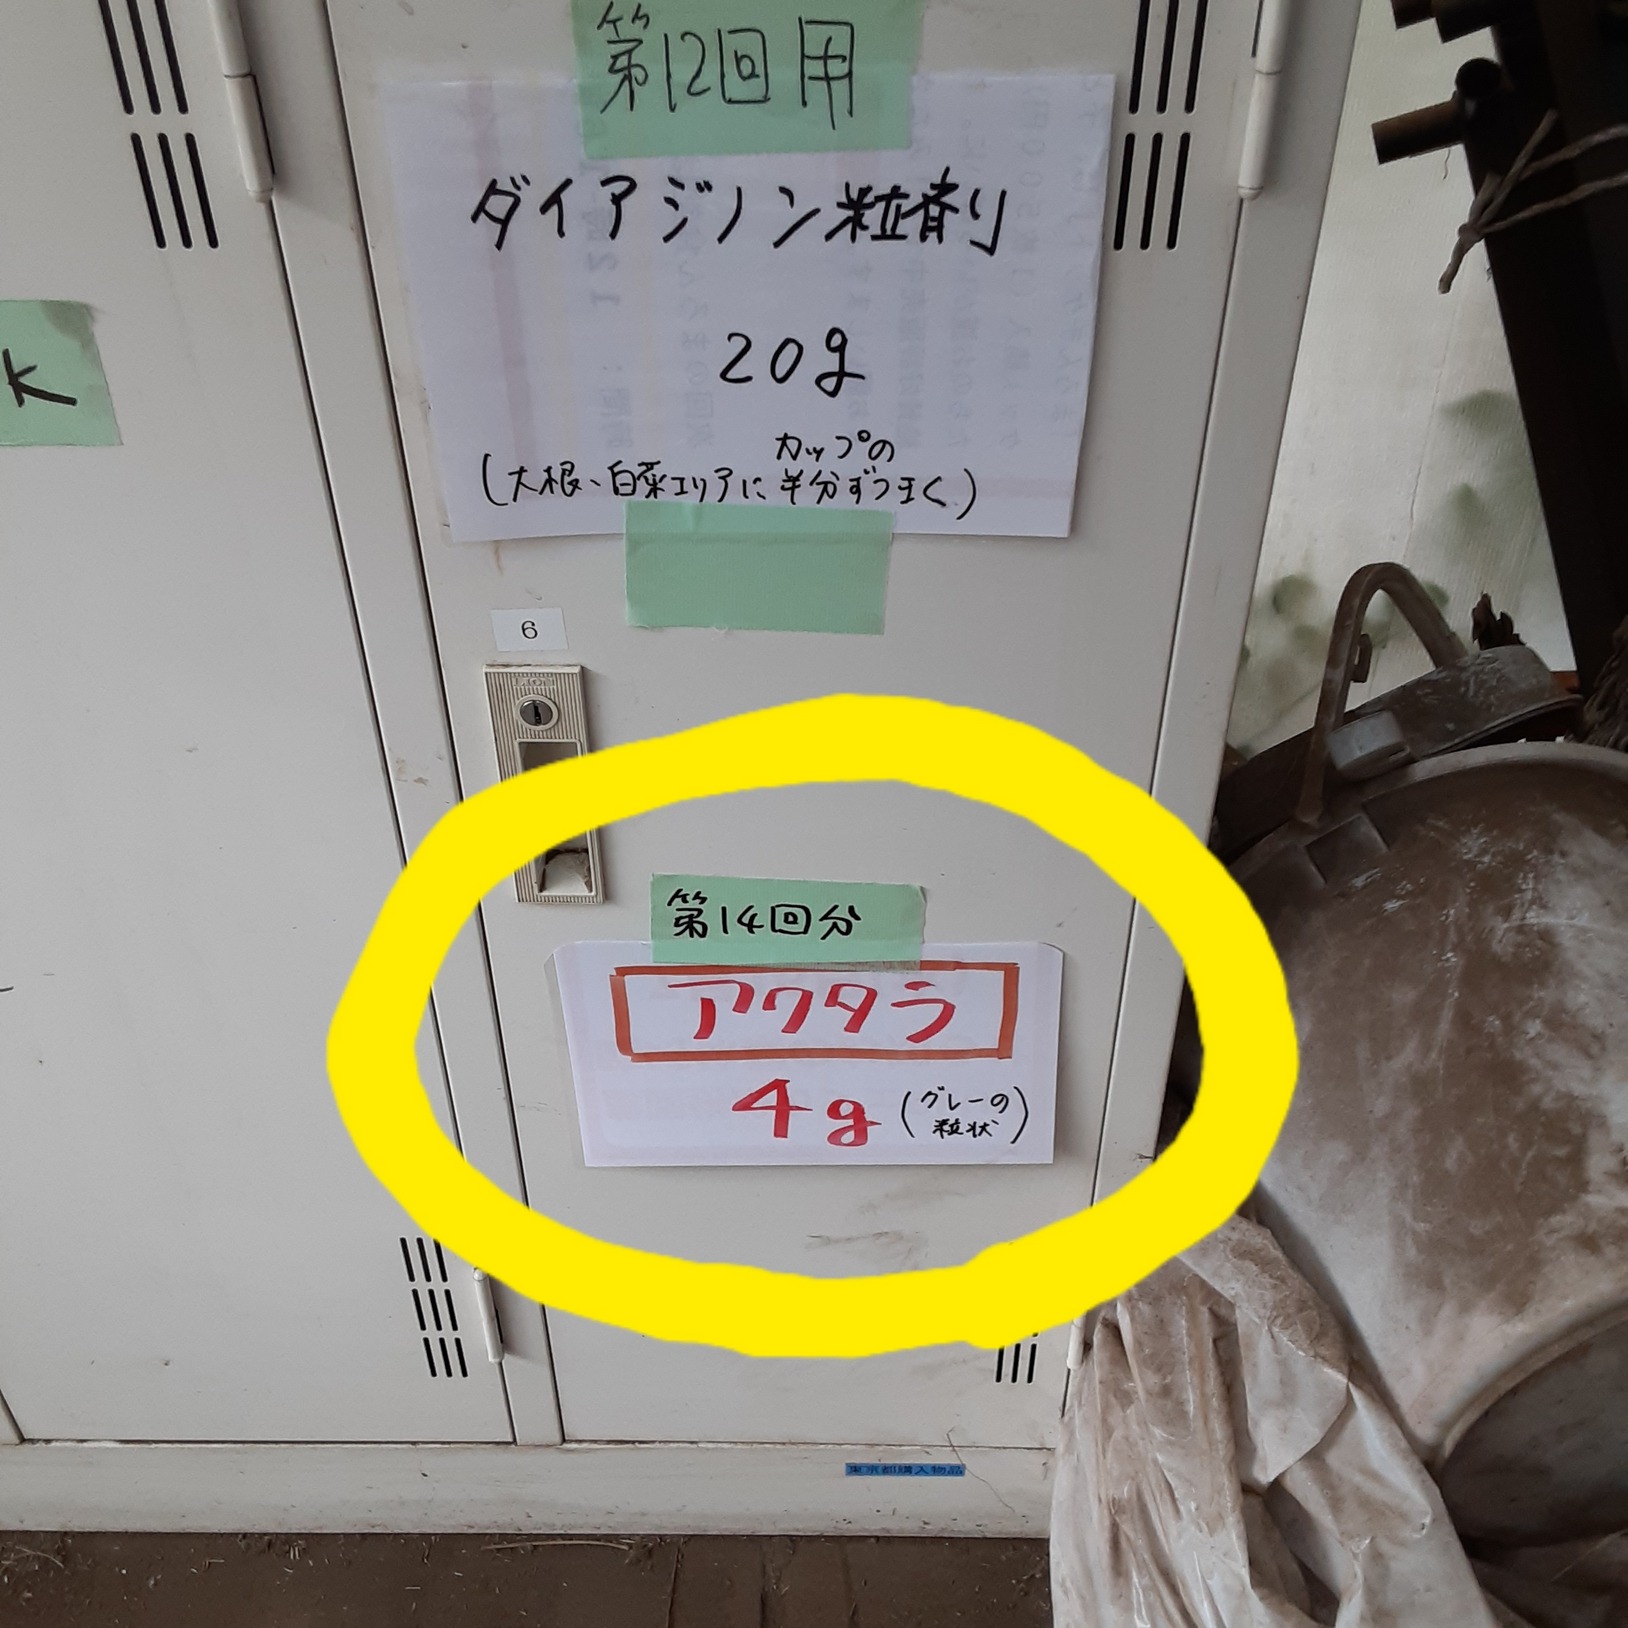 第12回用
ダイアジノン粒剤
20g
カップの
(大根、白菜エリアに半分ずつまく)
K
6
第14回分
アクタラ
4g(グレーの
粒状)
東京都購入物品